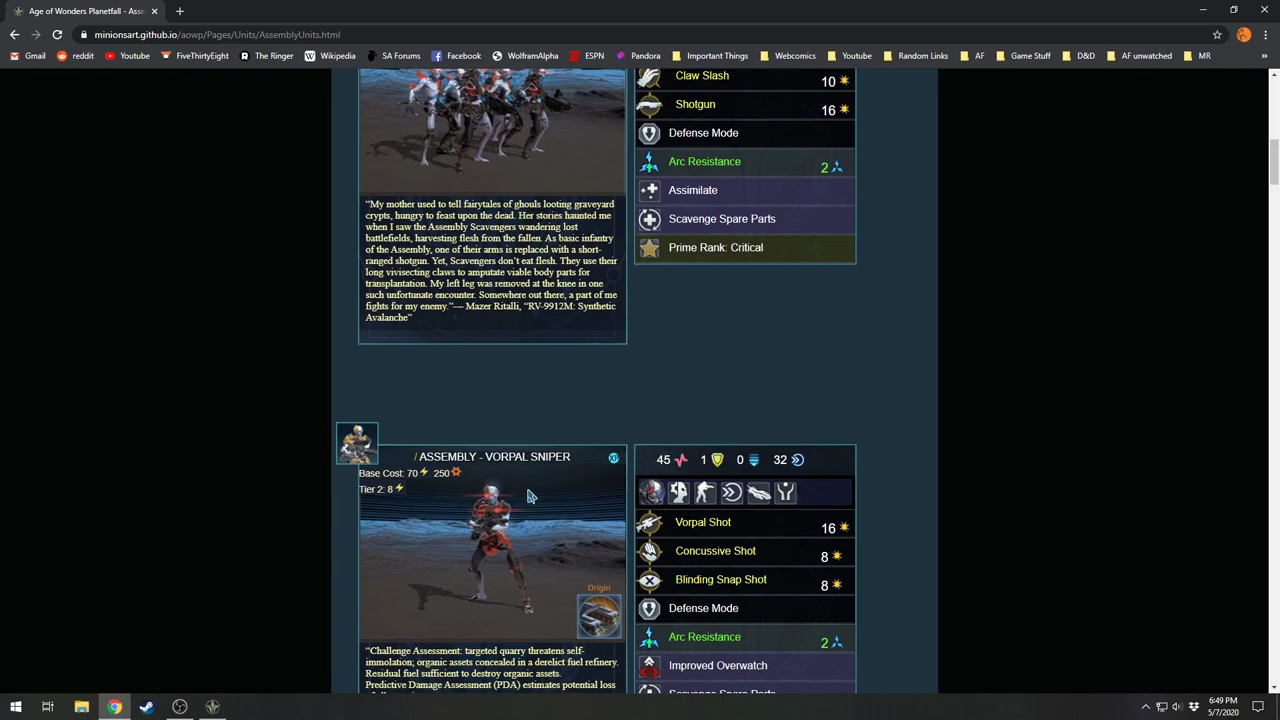 Age of Wonders Planetfall - Asse
minionsart.github.io/aowp/Pages/Units/AssemblyUnits.html
Gmail reddit Youtube FiveThirtyEight The Ringer Wikipedia SA Forums Facebook WolframAlpha ESPN Pandora Important Things Webcomics Youtube Random Links AF Game Stuff D&D AF unwatched MR »
Claw Slash 10
Shotgun 16
Defense Mode
Arc Resistance 2
Assimilate
Scavenge Spare Parts
Prime Rank: Critical
“My mother used to tell fairytales of ghouls looting graveyard
crypts, hungry to feast upon the dead. Her stories haunted me
when I saw the Assembly Scavengers wandering lost
battlefields, harvesting flesh from the fallen. As basic infantry
of the Assembly, one of their arms is replaced with a short-
ranged shotgun. Yet, Scavengers don’t eat flesh. They use their
long vivisecting claws to amputate viable body parts for
transplantation. My left leg was removed at the knee in one
such unfortunate encounter. Somewhere out there, a part of me
fights for my enemy.”— Mazer Ritalli, “RV-9912M: Synthetic
Avalanche”
/ ASSEMBLY - VORPAL SNIPER
Base Cost: 70 250
Tier 2: 8
Origin
“Challenge Assessment: targeted quarry threatens self-
immolation; organic assets concealed in a derelict fuel refinery.
Residual fuel sufficient to destroy organic assets.
Predictive Damage Assessment (PDA) estimates potential loss
45 1 0 32
Vorpal Shot 16
Concussive Shot 8
Blinding Snap Shot 8
Defense Mode
Arc Resistance 2
Improved Overwatch
Scavenge Spare Parts
6:49 PM
5/7/2020